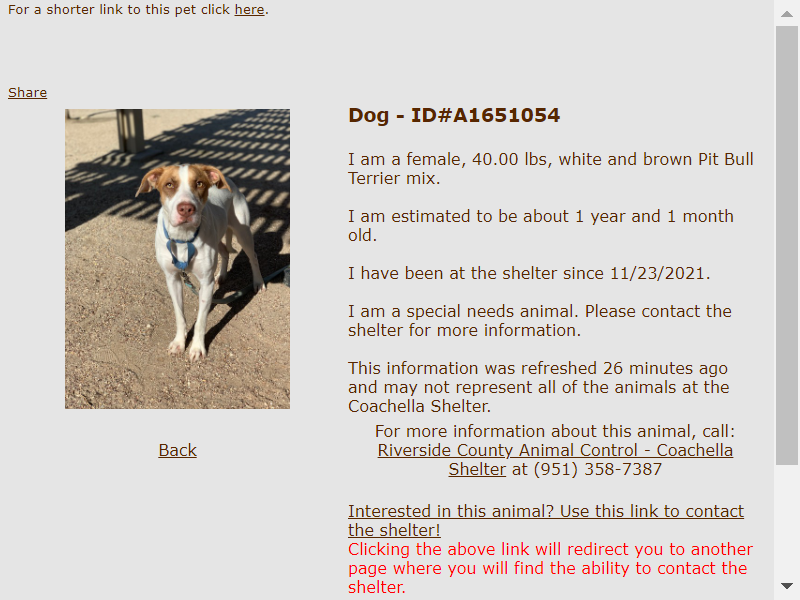 For a shorter link to this pet click here.
Share
Dog - ID#A1651054
I am a female, 40.00 lbs, white and brown Pit Bull
Terrier mix.
I am estimated to be about 1 year and 1 month
old.
I have been at the shelter since 11/23/2021.
I am a special needs animal. Please contact the
shelter for more information.
This information was refreshed 26 minutes ago
and may not represent all of the animals at the
Coachella Shelter.
For more information about this animal, call:
Riverside County Animal Control - Coachella
Shelter at (951) 358-7387
Back
Interested in this animal? Use this link to contact
the shelter!
Clicking the above link will redirect you to another
page where you will find the ability to contact the
shelter.